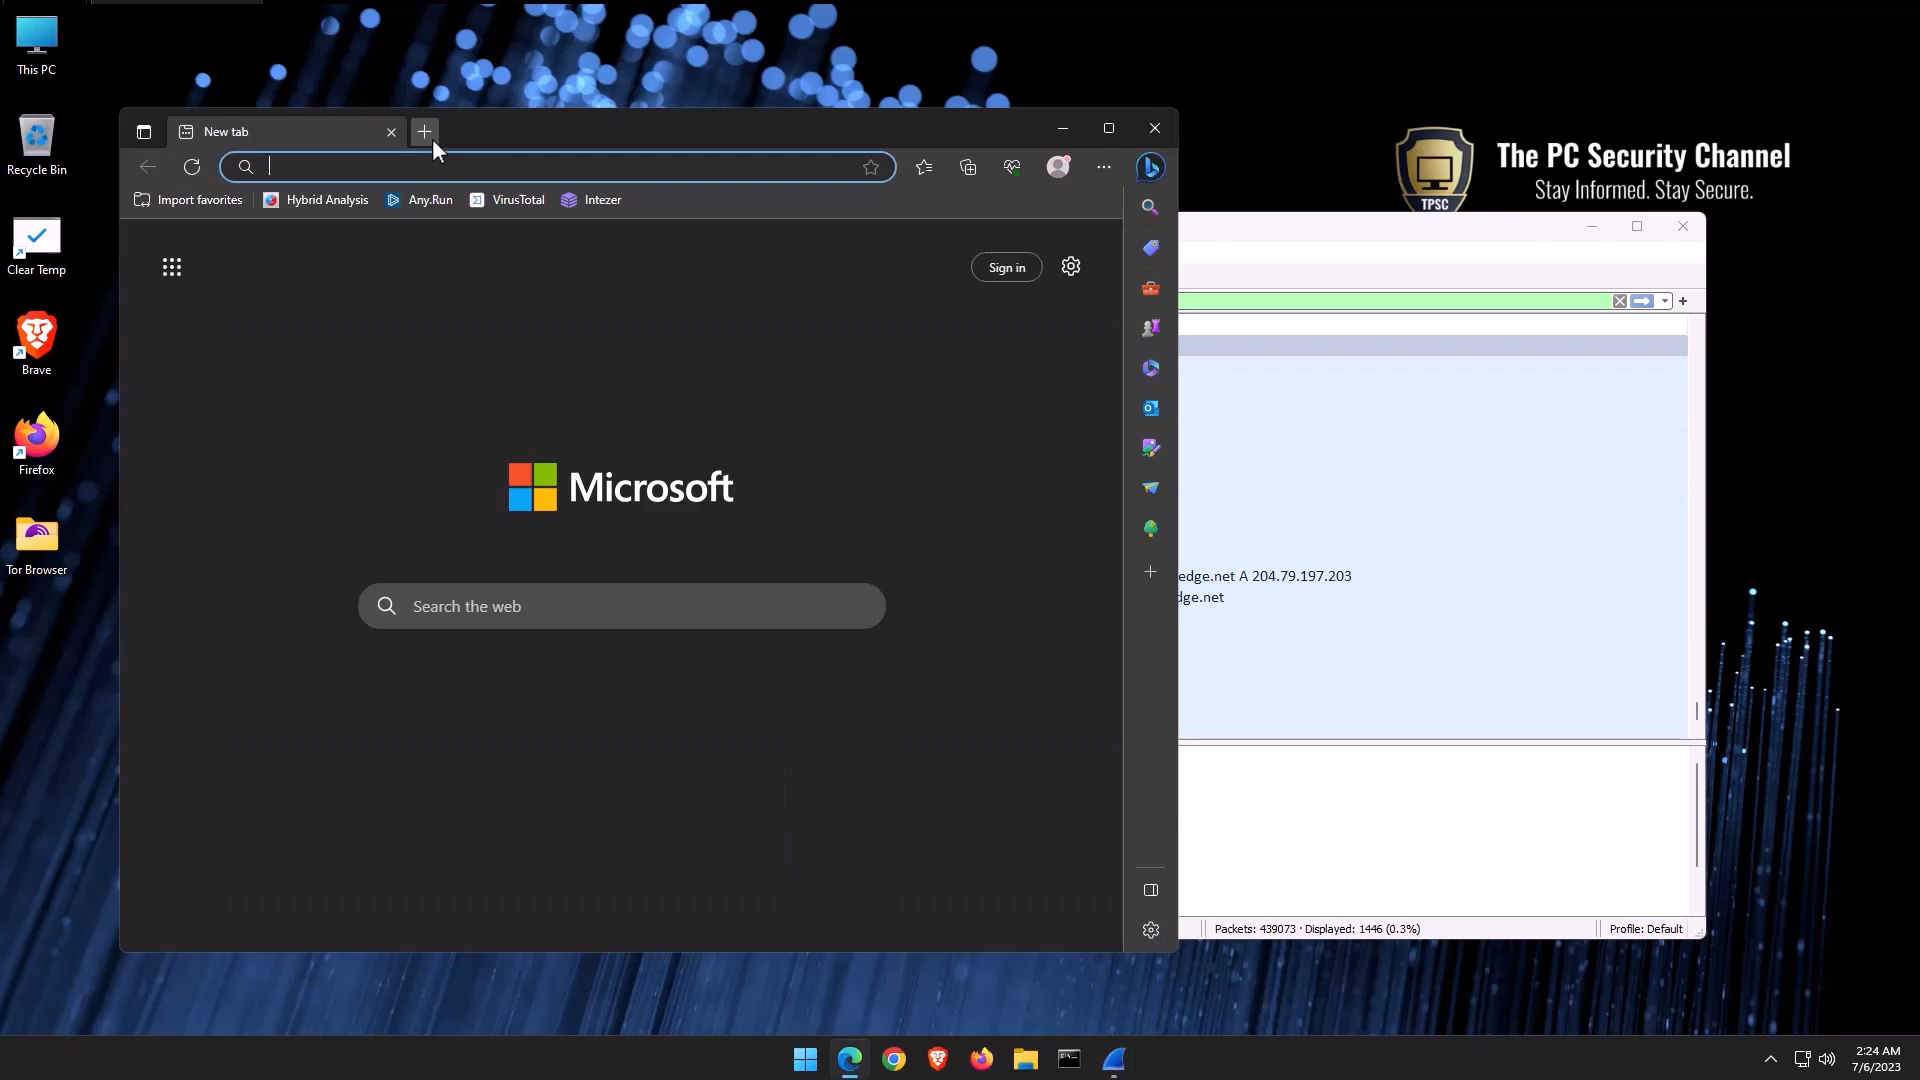 This PC
Recycle Bin
Clear Temp
Brave
Firefox
Tor Browser
New tab
Import favorites
Hybrid Analysis
Any.Run
VirusTotal
Intezer
Sign in
Microsoft
Search the web
The PC Security Channel
Stay Informed. Stay Secure.
TPSC
edge.net A 204.79.197.203
dge.net
Packets: 439073 · Displayed: 1446 (0.3%)
Profile: Default
2:24 AM
7/6/2023